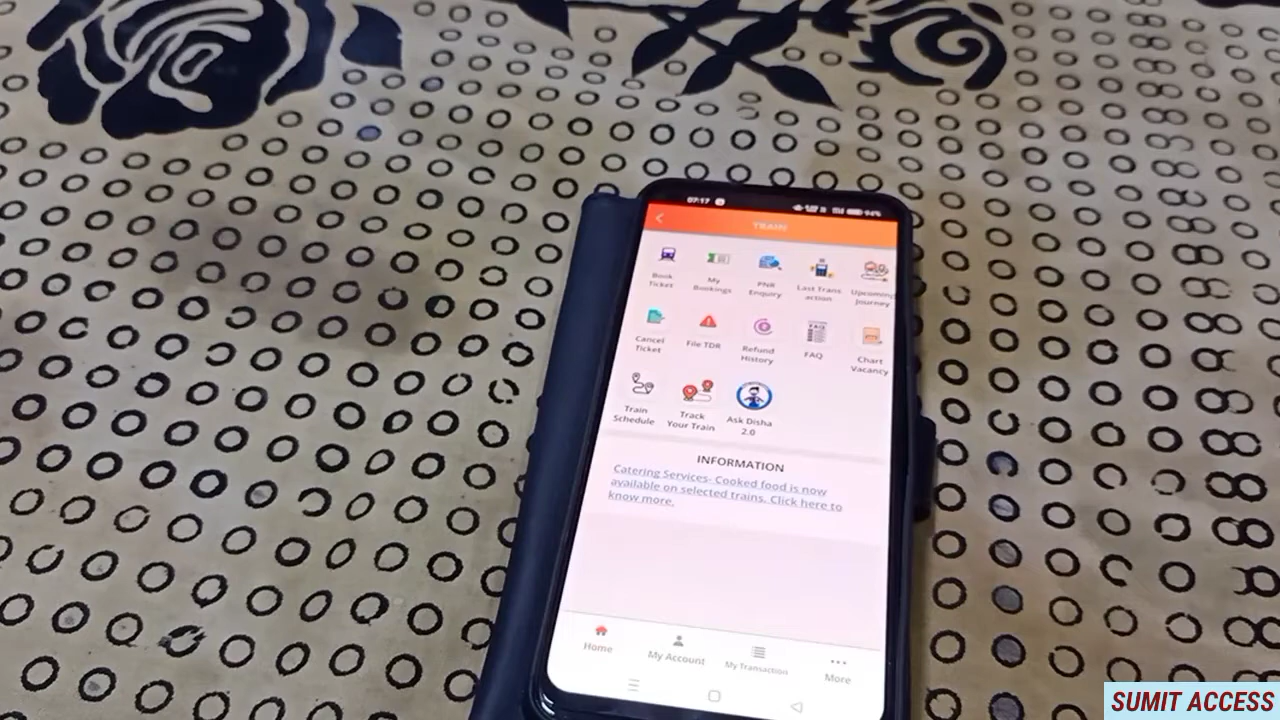 07:17
94%
TRAIN
Book
Ticket
My
Bookings
PNR
Enquiry
Last Trans
action
Upcoming
Journey
Cancel
Ticket
File TDR
Refund
History
FAQ
FAQ
Chart
Vacancy
Train
Schedule
Track
Your Train
Ask Disha
2.0
INFORMATION
Catering Services- Cooked food is now
available on selected trains. Click here to
know more.
Home
My Account
My Transaction
More
SUMIT ACCESS